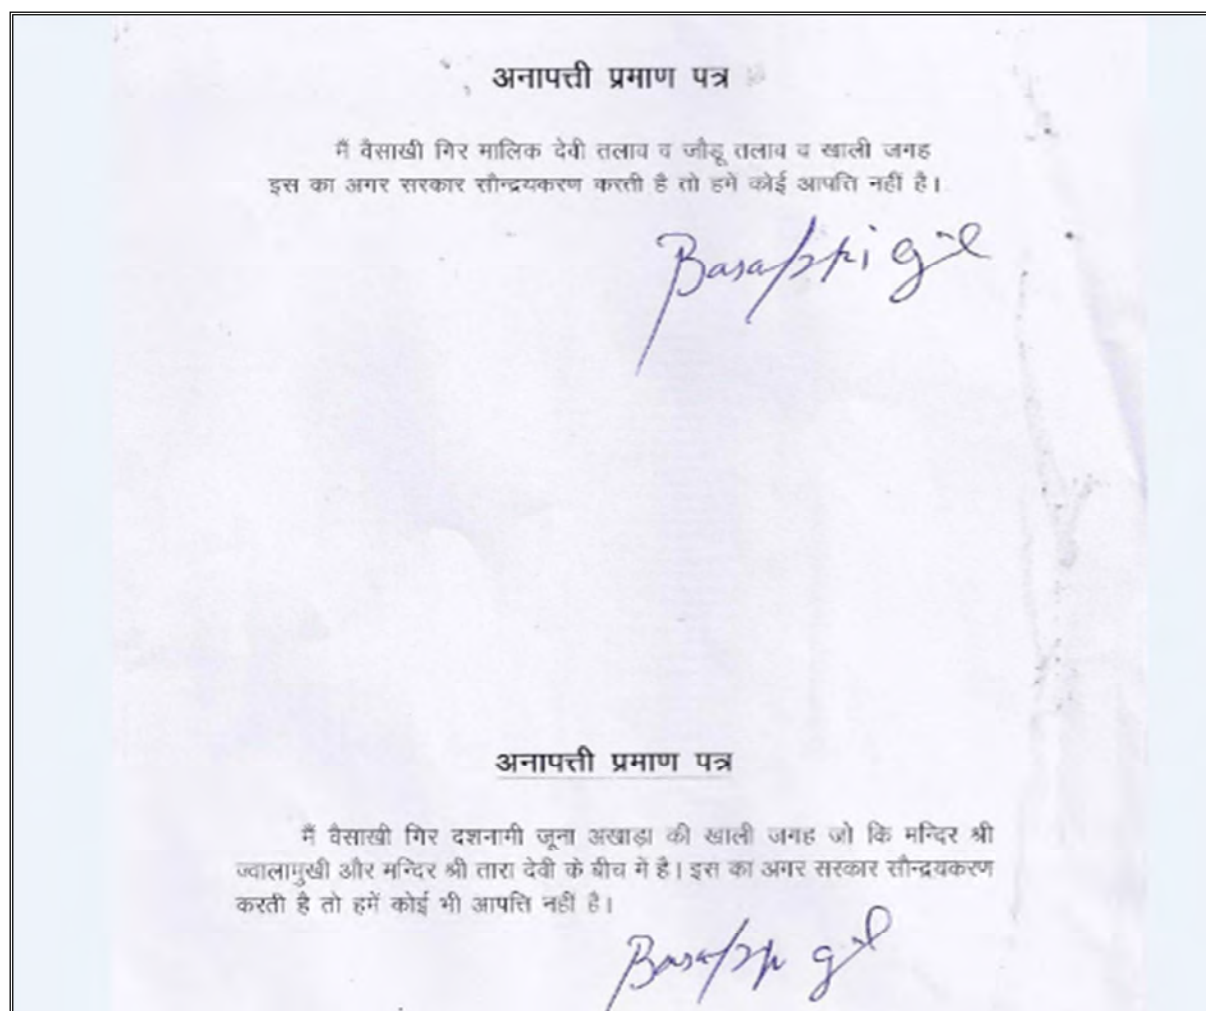 अनापत्ती प्रमाण पत्र
मैं वैसाखी गिर मालिक देवी तलाव व जौडू तलाव व खाली जगह
इस का अगर सरकार सौन्द्रयकरण करती है तो हमें कोई आपत्ति नहीं है।
अनापत्ती प्रमाण पत्र
मैं वैसाखी गिर दशनामी जूना अखाड़ा की खाली जगह जो कि मन्दिर श्री
ज्वालामुखी और मन्दिर श्री तारा देवी के बीच में है। इस का अगर सरकार सौन्द्रयकरण
करती है तो हमें कोई भी आपत्ति नहीं है।